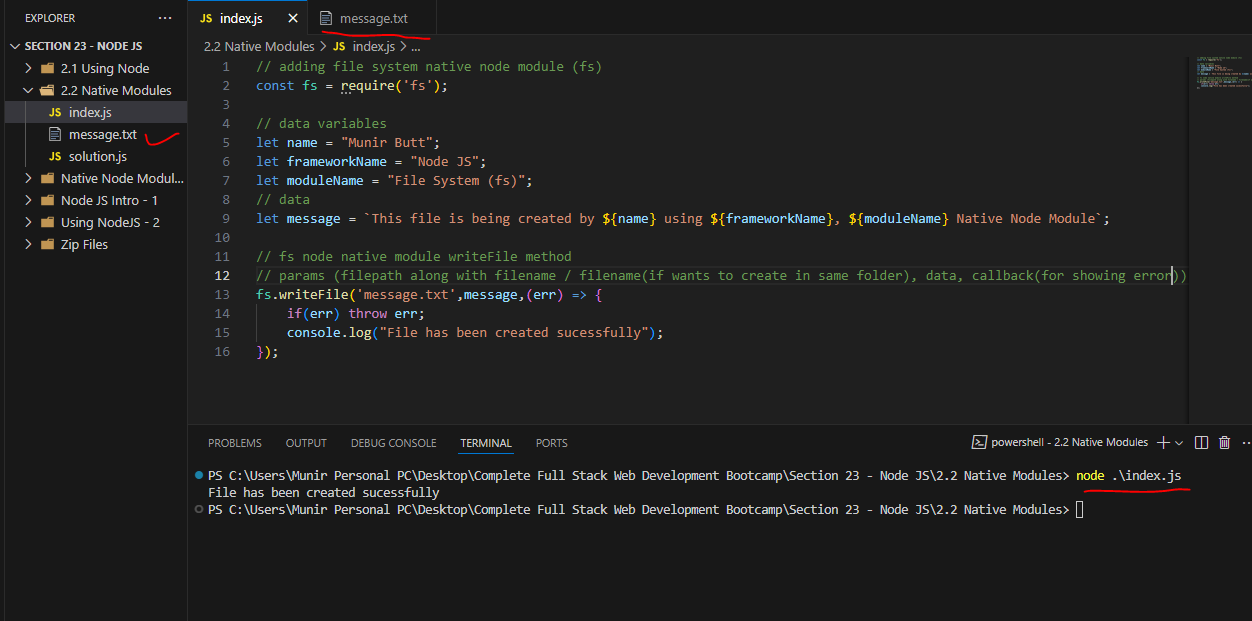 EXPLORER
SECTION 23 - NODE JS
2.1 Using Node
2.2 Native Modules
JS index.js
message.txt
JS solution.js
Native Node Modul...
Node JS Intro - 1
Using NodeJS - 2
Zip Files
JS index.js message.txt
2.2 Native Modules > JS index.js > ...
1 // adding file system native node module (fs)
2 const fs = require('fs');
3
4 // data variables
5 let name = "Munir Butt";
6 let frameworkName = "Node JS";
7 let moduleName = "File System (fs)";
8 // data
9 let message = `This file is being created by ${name} using ${frameworkName}, ${moduleName} Native Node Module`;
10
11 // fs node native module writeFile method
12 // params (filepath along with filename / filename(if wants to create in same folder), data, callback(for showing error))
13 fs.writeFile('message.txt',message,(err) => {
14 if(err) throw err;
15 console.log("File has been created sucessfully");
16 });
PROBLEMS OUTPUT DEBUG CONSOLE TERMINAL PORTS powershell - 2.2 Native Modules
PS C:\Users\Munir Personal PC\Desktop\Complete Full Stack Web Development Bootcamp\Section 23 - Node JS\2.2 Native Modules> node .\index.js
File has been created sucessfully
PS C:\Users\Munir Personal PC\Desktop\Complete Full Stack Web Development Bootcamp\Section 23 - Node JS\2.2 Native Modules>